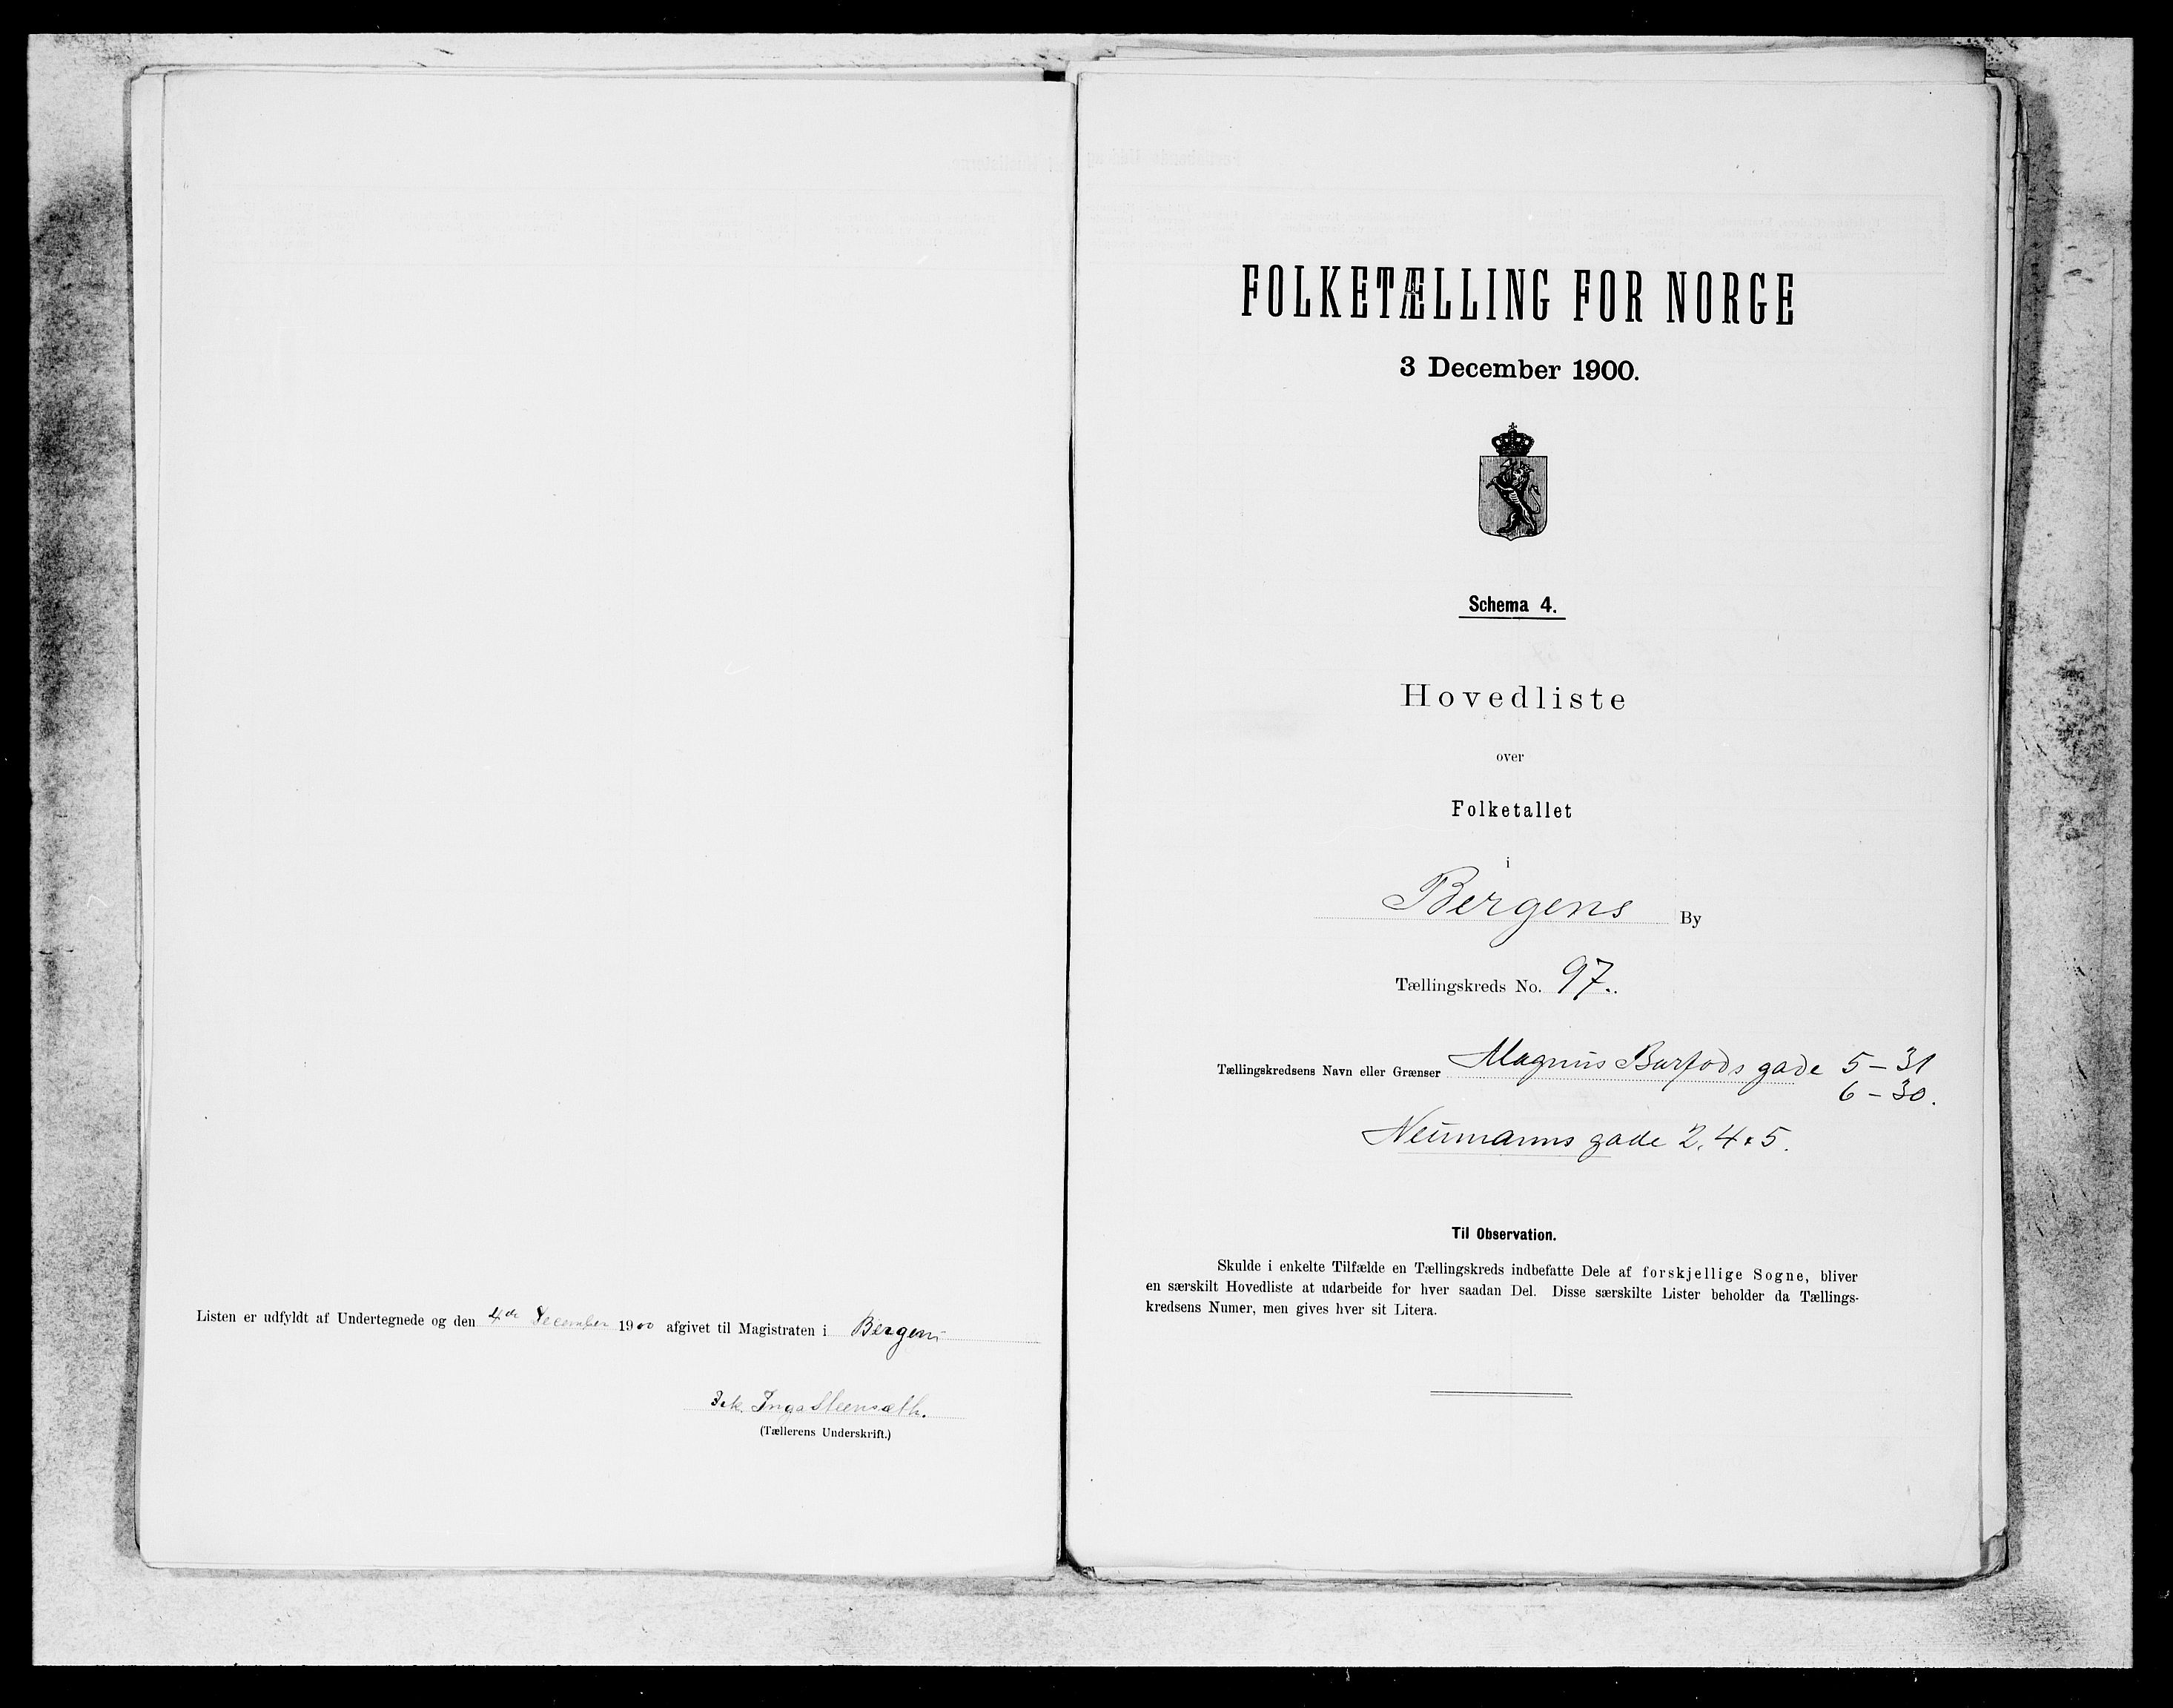 Listen er udfyldt af Undertegnede og den 4de December 1900 afgivet til Magistraten i Bergen
Inga Steensæth.
(Tællerens Underskrift.)
FOLKETÆLLING FOR NORGE
3 December 1900.
Schema 4.
Hovedliste
over
Folketallet
i
Bergens By
Tællingskreds No. 97.
Tællingskredsens Navn eller Grænser Magnus Barfods gade 5-31
6-30.
Neumanns gade 2, 4 & 5.
Til Observation.
Skulde i enkelte Tilfælde en Tællingskreds indbefatte Dele af forskjellige Sogne, bliver
en særskilt Hovedliste at udarbeide for hver saadan Del. Disse særskilte Lister beholder da Tællings-
kredsens Numer, men gives hver sit Litera.